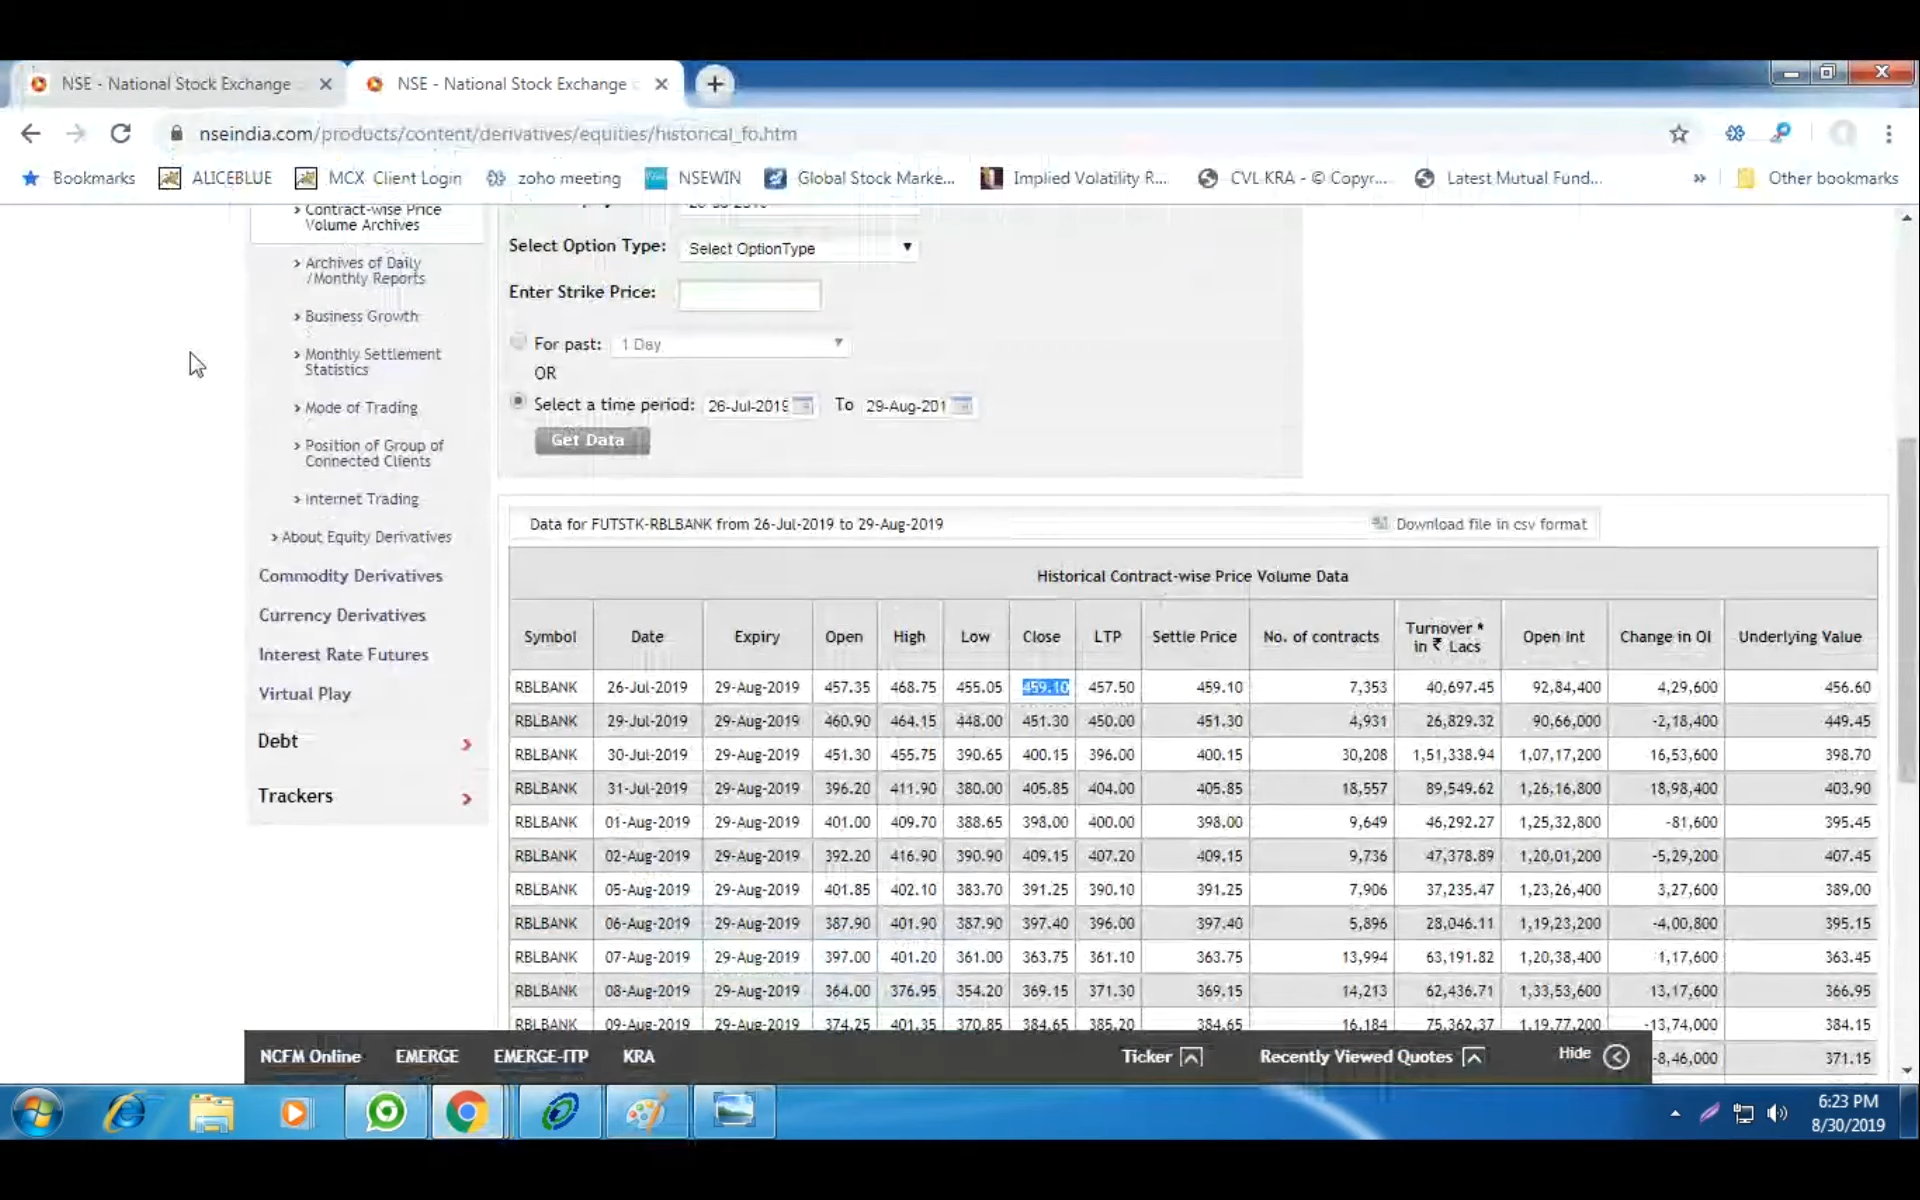 NSE - National Stock Exchange
NSE - National Stock Exchange
nseindia.com/products/content/derivatives/equities/historical_fo.htm
Bookmarks ALICEBLUE MCX Client Login zoho meeting NSEWIN Global Stock Marke... Implied Volatility R... CVL KRA - © Copyr... Latest Mutual Fund... » Other bookmarks
> Contract-wise Price
Volume Archives
> Archives of Daily
/Monthly Reports
> Business Growth
> Monthly Settlement
Statistics
> Mode of Trading
> Position of Group of
Connected Clients
> Internet Trading
> About Equity Derivatives
Commodity Derivatives
Currency Derivatives
Interest Rate Futures
Virtual Play
Debt
Trackers
Select Option Type: Select OptionType
Enter Strike Price:
For past: 1 Day
OR
Select a time period: 26-Jul-2019 To 29-Aug-201
Get Data
Data for FUTSTK-RBLBANK from 26-Jul-2019 to 29-Aug-2019 Download file in csv format
Historical Contract-wise Price Volume Data
Symbol Date Expiry Open High Low Close LTP Settle Price No. of contracts Turnover * in ₹ Lacs Open Int Change in OI Underlying Value
RBLBANK 26-Jul-2019 29-Aug-2019 457.35 468.75 455.05 459.10 457.50 459.10 7,353 40,697.45 92,84,400 4,29,600 456.60
RBLBANK 29-Jul-2019 29-Aug-2019 460.90 464.15 448.00 451.30 450.00 451.30 4,931 26,829.32 90,66,000 -2,18,400 449.45
RBLBANK 30-Jul-2019 29-Aug-2019 451.30 455.75 390.65 400.15 396.00 400.15 30,208 1,51,338.94 1,07,17,200 16,53,600 398.70
RBLBANK 31-Jul-2019 29-Aug-2019 396.20 411.90 380.00 405.85 404.00 405.85 18,557 89,549.62 1,26,16,800 18,98,400 403.90
RBLBANK 01-Aug-2019 29-Aug-2019 401.00 409.70 388.65 398.00 400.00 398.00 9,649 46,292.27 1,25,32,800 -81,600 395.45
RBLBANK 02-Aug-2019 29-Aug-2019 392.20 416.90 390.90 409.15 407.20 409.15 9,736 47,378.89 1,20,01,200 -5,29,200 407.45
RBLBANK 05-Aug-2019 29-Aug-2019 401.85 402.10 383.70 391.25 390.10 391.25 7,906 37,235.47 1,23,26,400 3,27,600 389.00
RBLBANK 06-Aug-2019 29-Aug-2019 387.90 401.90 387.90 397.40 396.00 397.40 5,896 28,046.11 1,19,23,200 -4,00,800 395.15
RBLBANK 07-Aug-2019 29-Aug-2019 397.00 401.20 361.00 363.75 361.10 363.75 13,994 63,191.82 1,20,38,400 1,17,600 363.45
RBLBANK 08-Aug-2019 29-Aug-2019 364.00 376.95 354.20 369.15 371.30 369.15 14,213 62,436.71 1,33,53,600 13,17,600 366.95
RBLBANK 09-Aug-2019 29-Aug-2019 374.25 401.35 370.85 384.65 385.20 384.65 16,184 75,362.37 1,19,77,200 -13,74,000 384.15
-8,46,000 371.15
NCFM Online EMERGE EMERGE-ITP KRA Ticker Recently Viewed Quotes Hide
6:23 PM
8/30/2019